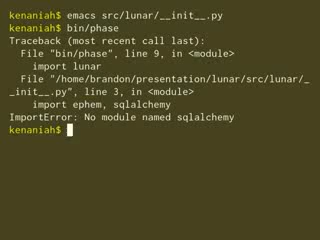 kenaniah$ emacs src/lunar/__init__.py
kenaniah$ bin/phase
Traceback (most recent call last):
  File "bin/phase", line 9, in <module>
    import lunar
  File "/home/brandon/presentation/lunar/src/lunar/_
_init__.py", line 3, in <module>
    import ephem, sqlalchemy
ImportError: No module named sqlalchemy
kenaniah$